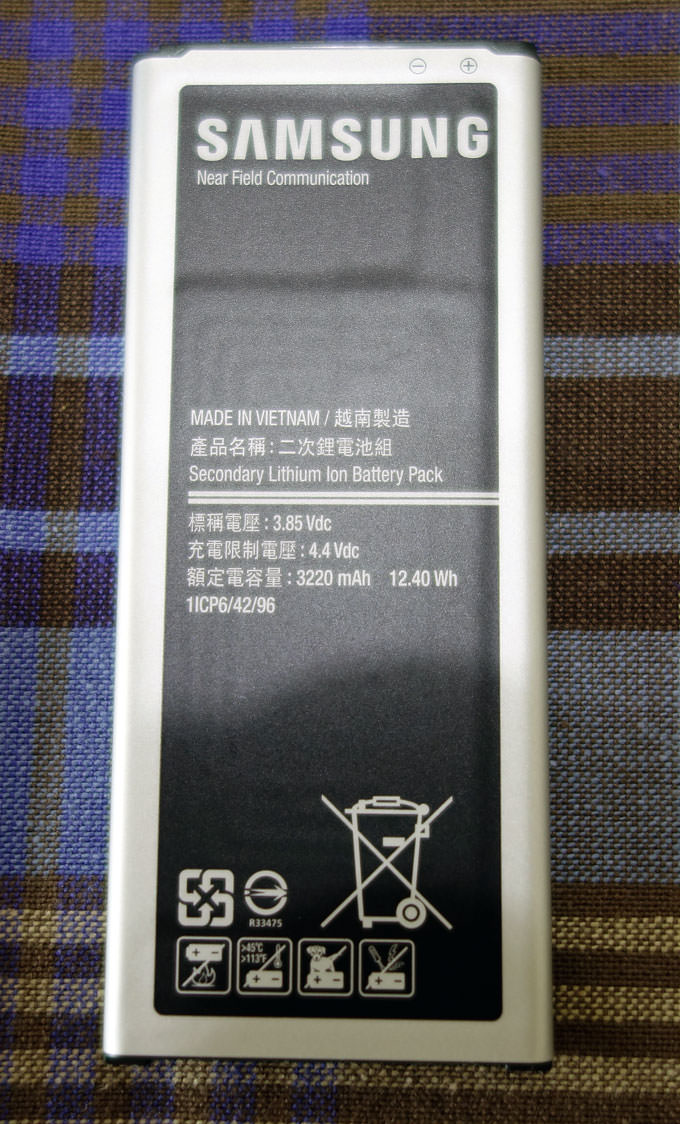 SAMSUNG
Near Field Communication
MADE IN VIETNAM / 越南製造
產品名稱 : 二次鋰電池組
Secondary Lithium Ion Battery Pack
標稱電壓 : 3.85 Vdc
充電限制電壓 : 4.4 Vdc
額定電容量 : 3220 mAh 12.40 Wh
1ICP6/42/96
R33475
>45°C
>113°F